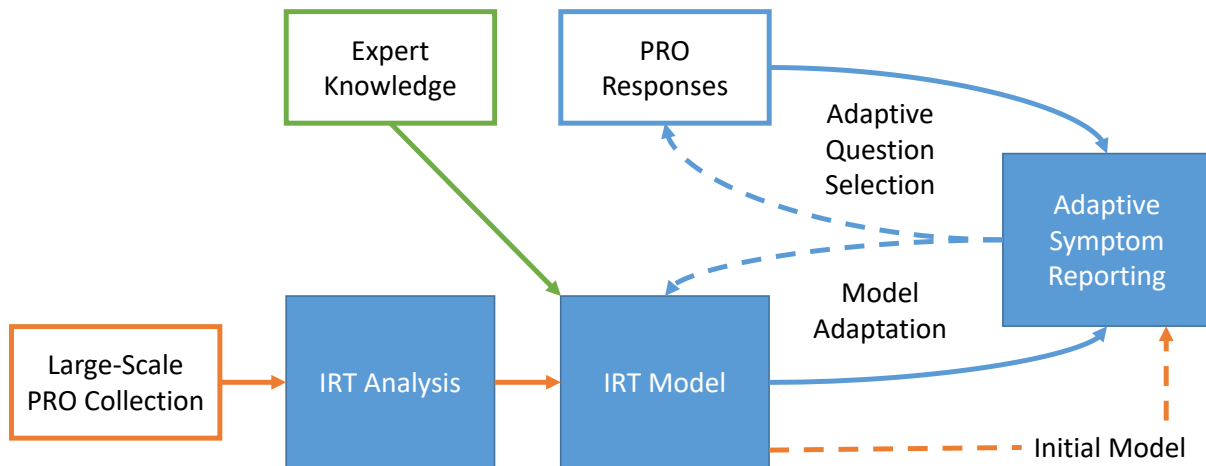 Expert
Knowledge
PRO
Responses
Adaptive
Question
Selection
Adaptive
Symptom
Reporting
Model
Adaptation
Large-Scale
PRO Collection
IRT Analysis
IRT Model
Initial Model